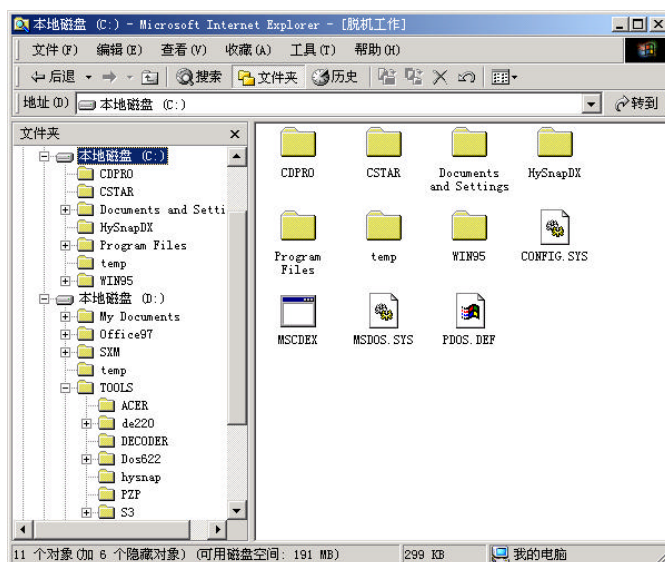 本地磁盘 (C:) - Microsoft Internet Explorer - [脱机工作]
文件(F) 编辑(E) 查看(V) 收藏(A) 工具(T) 帮助(H)
后退 搜索 文件夹 历史
地址(D) 本地磁盘 (C:) 转到
文件夹
本地磁盘 (C:)
CDPRO
CSTAR
Documents and Setti
HySnapDX
Program Files
temp
WIN95
本地磁盘 (D:)
My Documents
Office97
SXM
temp
TOOLS
ACER
de220
DECODER
Dos622
hysnap
PZP
S3
CDPRO CSTAR Documents and Settings HySnapDX
Program Files temp WIN95 CONFIG.SYS
MSCDEX MSDOS.SYS PDOS.DEF
11 个对象(加 6 个隐藏对象) (可用磁盘空间: 191 MB) 299 KB 我的电脑